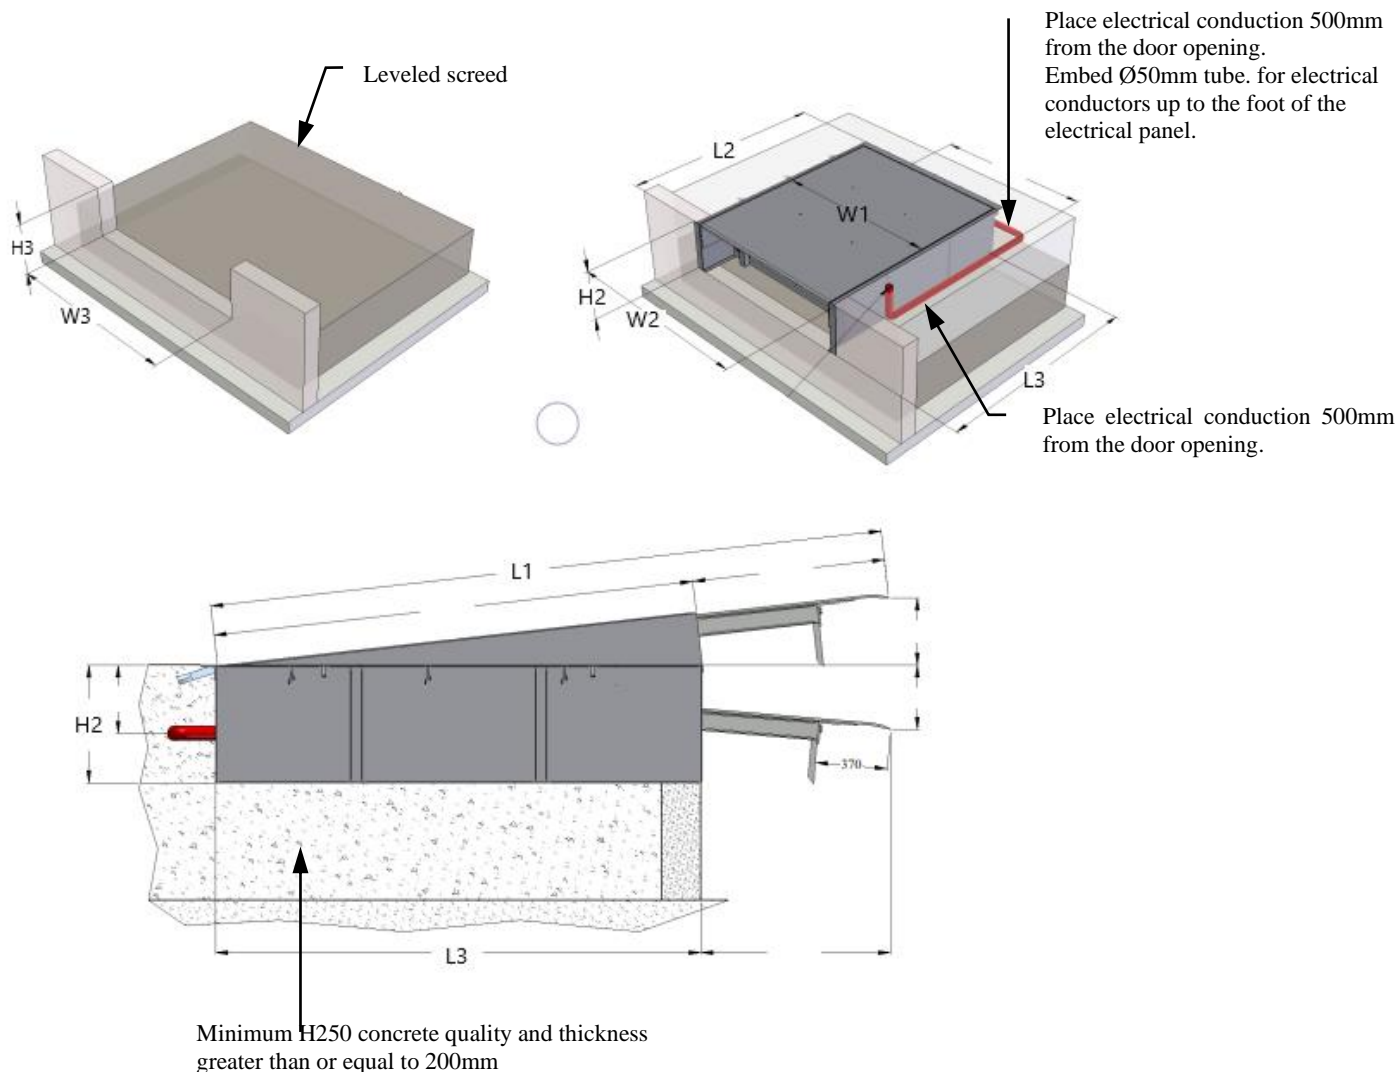 Place electrical conduction 500mm
from the door opening.
Embed Ø50mm tube. for electrical
conductors up to the foot of the
electrical panel.
Leveled screed
L2
W1
H3
W3
H2
W2
L3
Place electrical conduction 500mm
from the door opening.
L1
H2
370
L3
Minimum H250 concrete quality and thickness
greater than or equal to 200mm